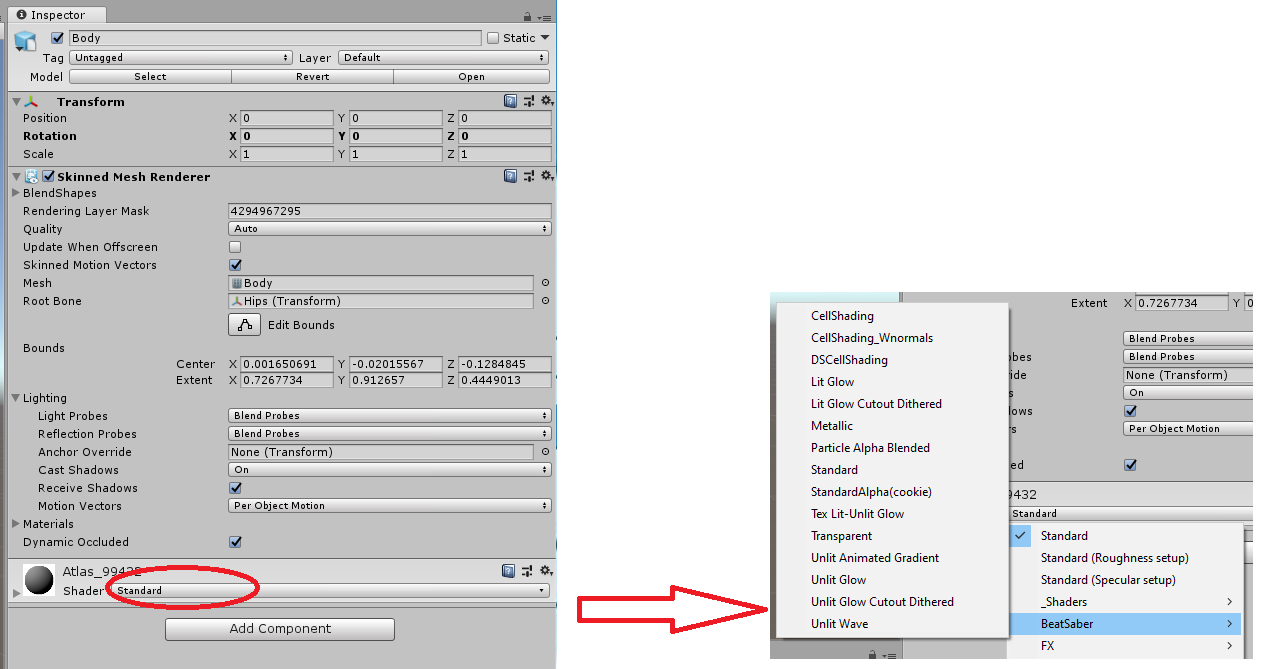 Inspector
Body Static
Tag Untagged Layer Default
Model Select Revert Open
Transform
Position X 0 Y 0 Z 0
Rotation X 0 Y 0 Z 0
Scale X 1 Y 1 Z 1
Skinned Mesh Renderer
BlendShapes
Rendering Layer Mask 4294967295
Quality Auto
Update When Offscreen
Skinned Motion Vectors
Mesh Body
Root Bone Hips (Transform)
Edit Bounds
Bounds
Center X 0.001650691 Y -0.02015567 Z -0.1284845
Extent X 0.7267734 Y 0.912657 Z 0.4449013
Lighting
Light Probes Blend Probes
Reflection Probes Blend Probes
Anchor Override None (Transform)
Cast Shadows On
Receive Shadows
Motion Vectors Per Object Motion
Materials
Dynamic Occluded
Atlas_99432
Shader Standard
Add Component
Extent X 0.7267734 Y 0
Blend Probes
obes Blend Probes
ide None (Transform)
s On
lows
rs Per Object Motion
ed
9432
Standard
CellShading
CellShading_Wnormals
DSCellShading
Lit Glow
Lit Glow Cutout Dithered
Metallic
Particle Alpha Blended
Standard
StandardAlpha(cookie)
Tex Lit-Unlit Glow
Transparent
Unlit Animated Gradient
Unlit Glow
Unlit Glow Cutout Dithered
Unlit Wave
Standard
Standard (Roughness setup)
Standard (Specular setup)
_Shaders
BeatSaber
FX